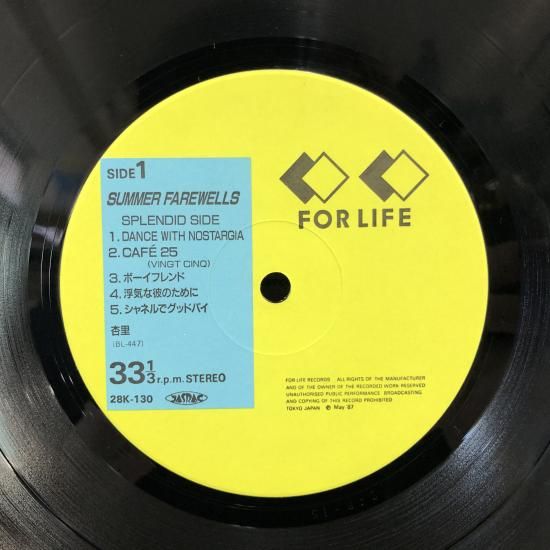 SIDE 1
SUMMER FAREWELLS
SPLENDID SIDE
1. DANCE WITH NOSTARGIA
2. CAFÉ 25
(VINGT CINQ)
3. ボーイフレンド
4. 浮気な彼のために
5. シャネルでグッドバイ
杏里
(BL-447)
33 1/3 r.p.m. STEREO
28K-130
JASRAC
FOR LIFE
FOR LIFE RECORDS ALL RIGHTS OF THE MANUFACTURER
AND OF THE OWNER OF THE RECORDED WORK RESERVED
UNAUTHORISED PUBLIC PERFORMANCE BROADCASTING
AND COPYING OF THIS RECORD PROHIBITED
TOKYO JAPAN Ⓟ May '87